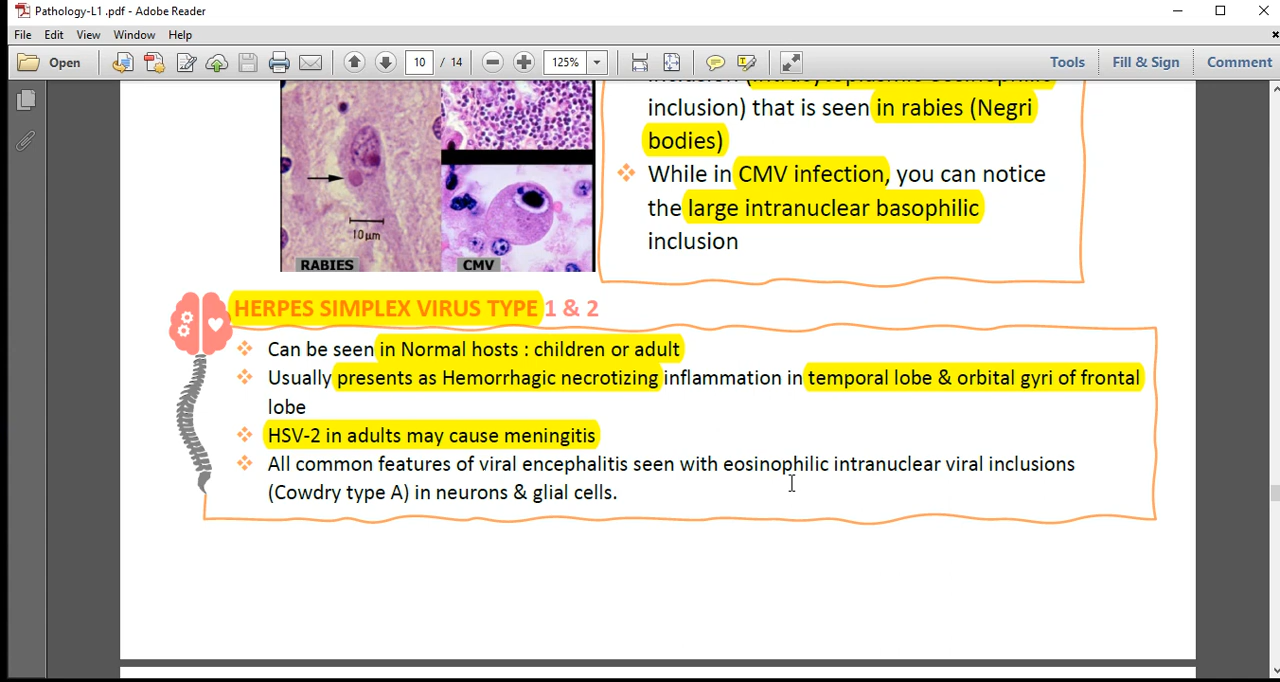 Pathology-L1 .pdf - Adobe Reader
File Edit View Window Help
Open 10 / 14 125% Tools Fill & Sign Comment
inclusion) that is seen in rabies (Negri
bodies)
While in CMV infection, you can notice
the large intranuclear basophilic
inclusion
10µm
RABIES CMV
HERPES SIMPLEX VIRUS TYPE 1 & 2
Can be seen in Normal hosts : children or adult
Usually presents as Hemorrhagic necrotizing inflammation in temporal lobe & orbital gyri of frontal
lobe
HSV-2 in adults may cause meningitis
All common features of viral encephalitis seen with eosinophilic intranuclear viral inclusions
(Cowdry type A) in neurons & glial cells.